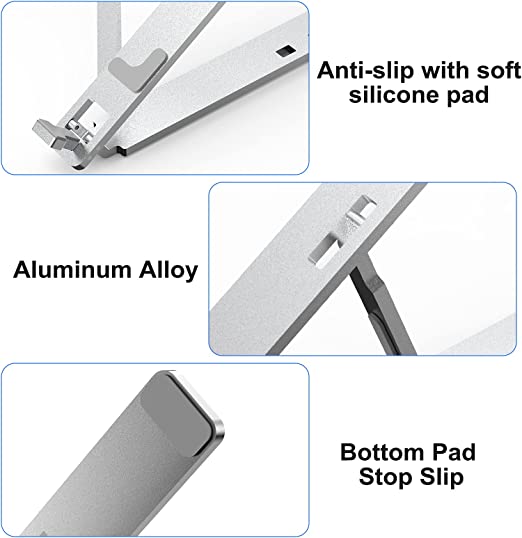 Anti-slip with soft
silicone pad
Aluminum Alloy
Bottom Pad
Stop Slip